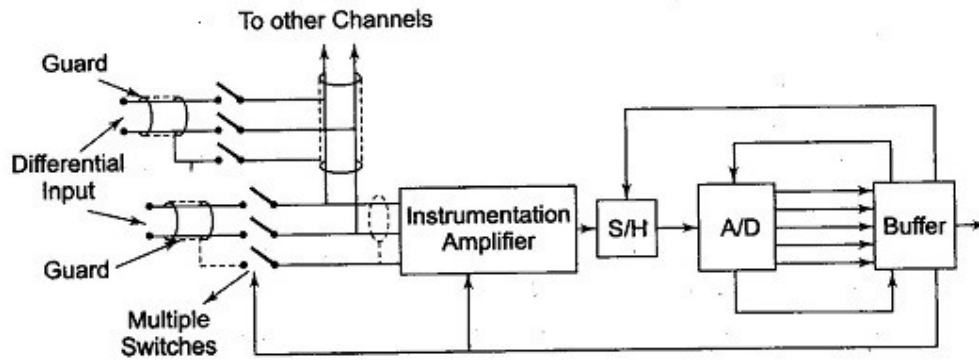 To other Channels
Guard
Differential
Input
Guard
Multiple
Switches
Instrumentation
Amplifier
S/H
A/D
Buffer